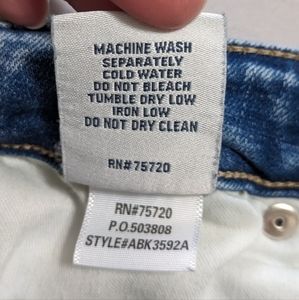 MACHINE WASH
SEPARATELY
COLD WATER
DO NOT BLEACH
TUMBLE DRY LOW
IRON LOW
DO NOT DRY CLEAN
RN#75720
RN#75720
P.O.503808
STYLE#ABK3592A